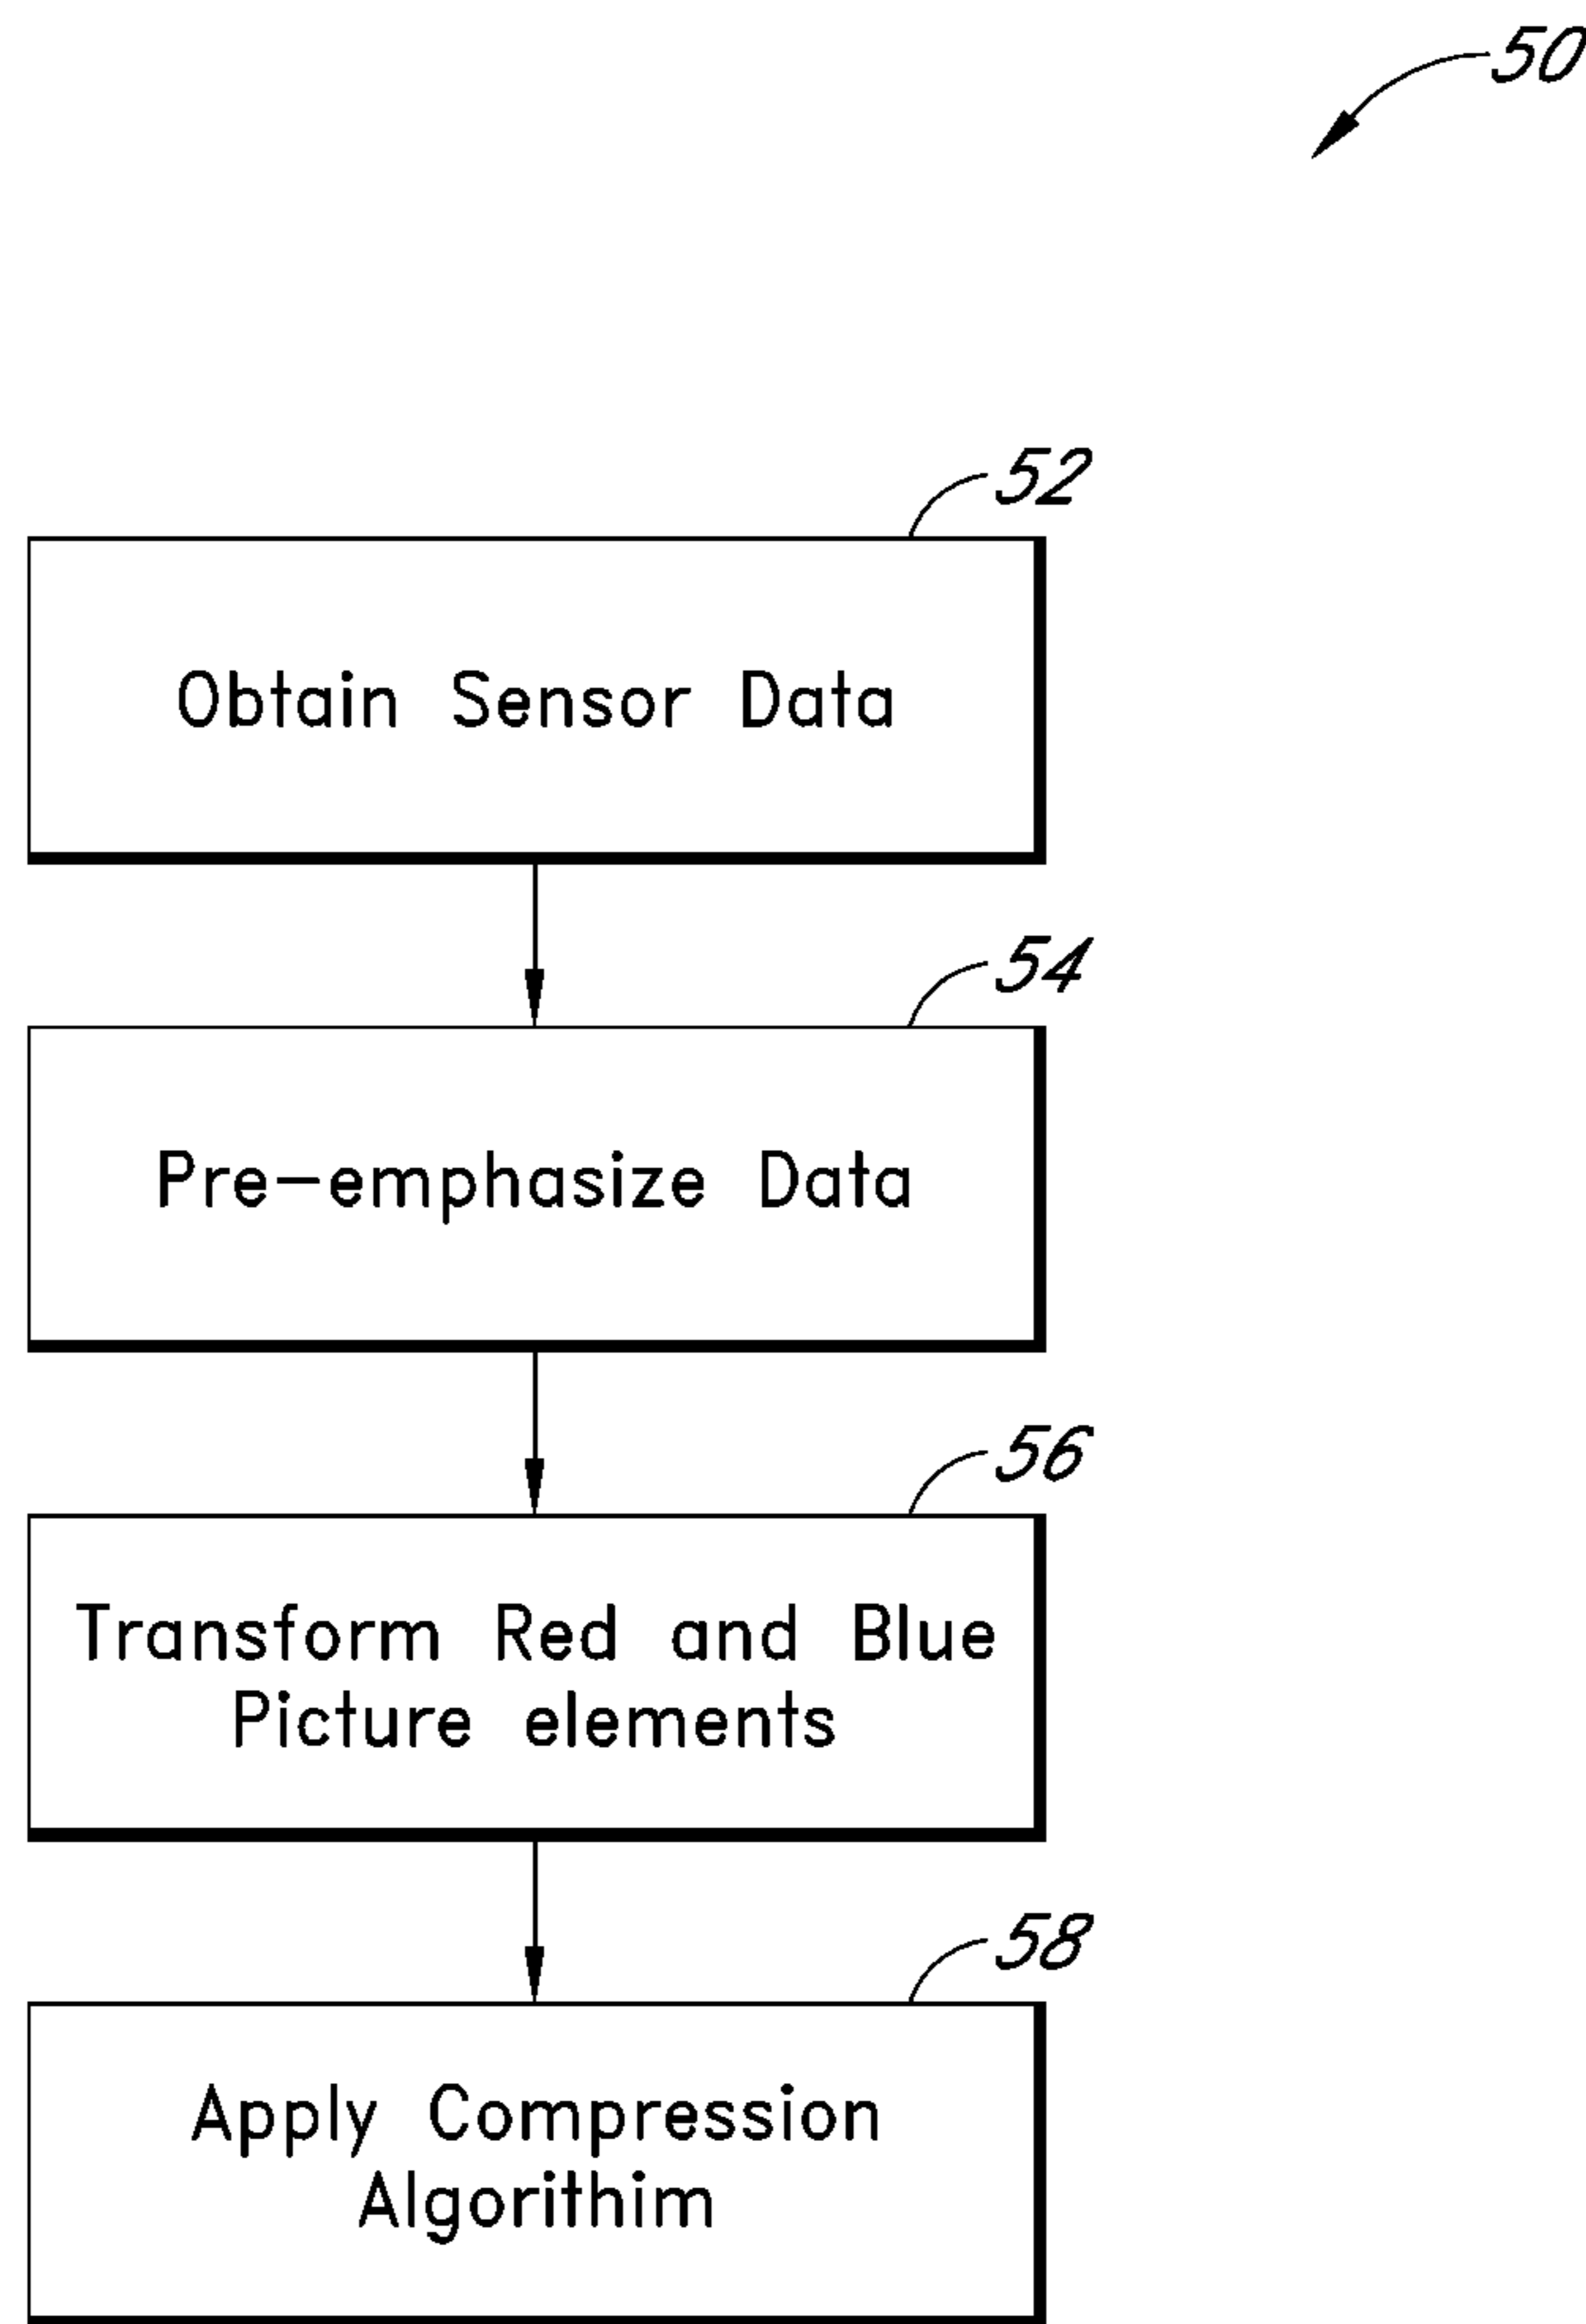 50
52
Obtain Sensor Data
54
Pre-emphasize Data
56
Transform Red and Blue
Picture elements
58
Apply Compression
Algorithim